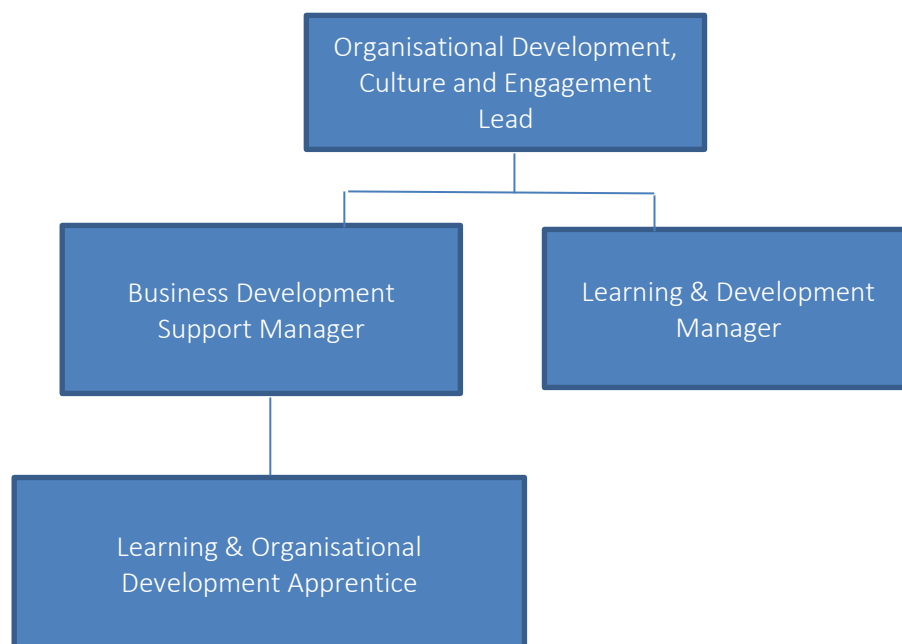 Organisational Development,
Culture and Engagement
Lead
Business Development
Support Manager
Learning & Development
Manager
Learning & Organisational
Development Apprentice